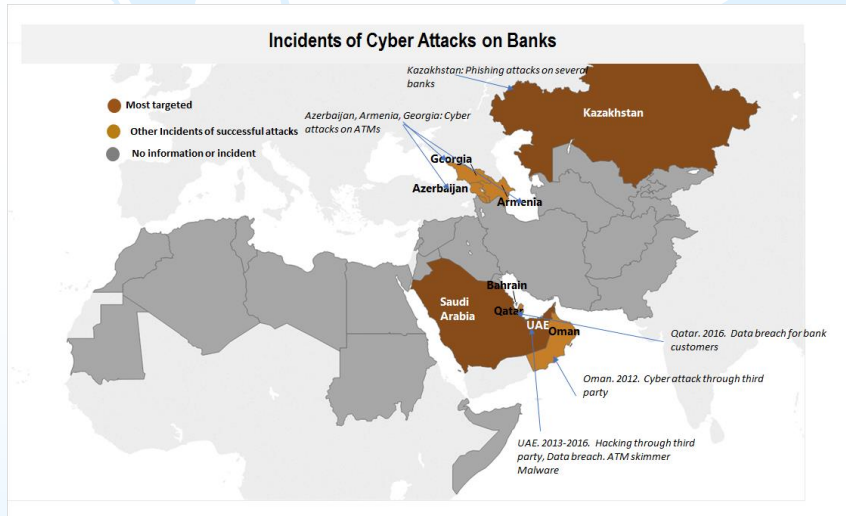 Incidents of Cyber Attacks on Banks
Kazakhstan: Phishing attacks on several
banks
Most targeted
Other Incidents of successful attacks
No information or incident
Azerbaijan, Armenia, Georgia: Cyber
attacks on ATMs
Kazakhstan
Georgia
Azerbaijan
Armenia
Bahrain
Saudi
Arabia
Qatar
UAE
Oman
Qatar. 2016. Data breach for bank
customers
Oman. 2012. Cyber attack through third
party
UAE. 2013-2016. Hacking through third
party, Data breach. ATM skimmer
Malware